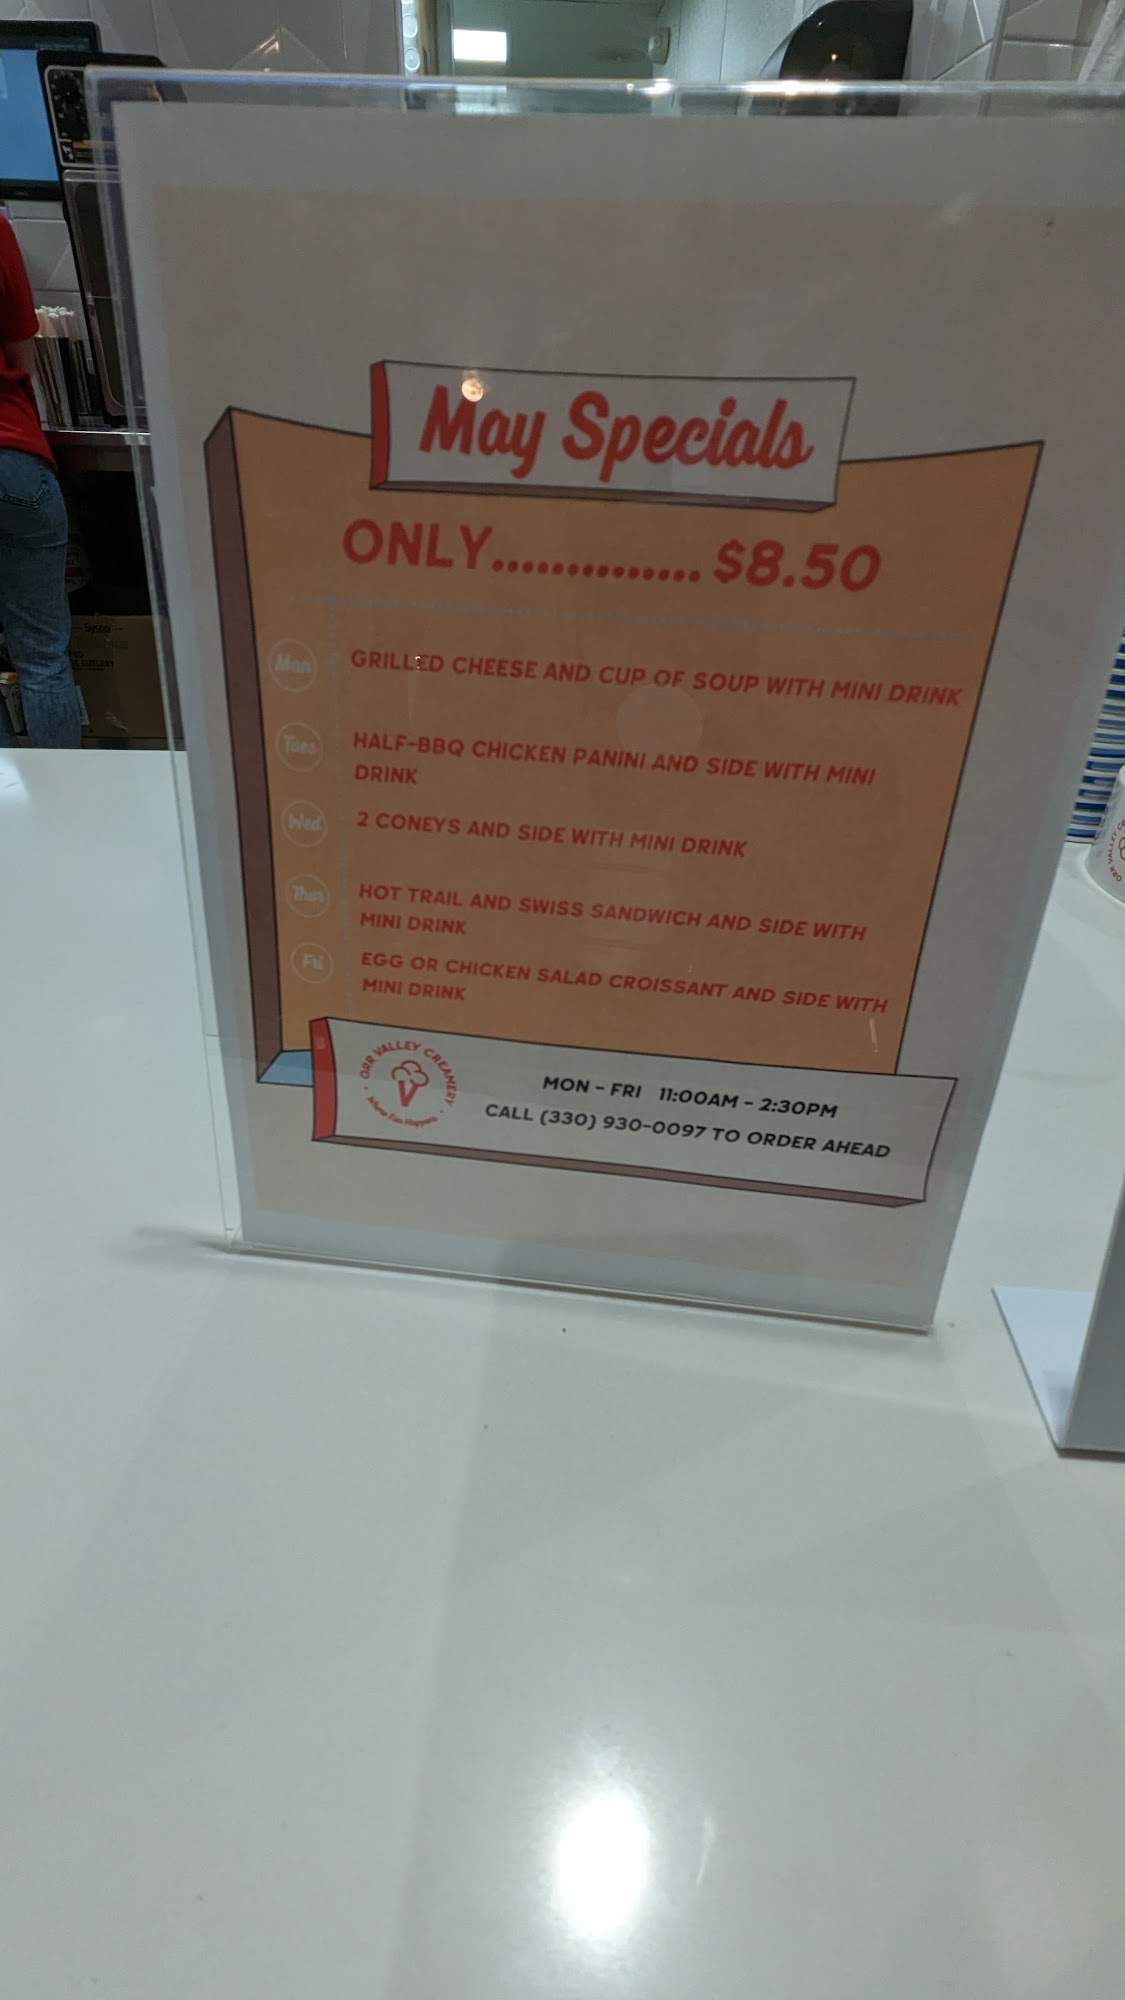 May Specials
ONLY.............. $8.50
Mon
GRILLED CHEESE AND CUP OF SOUP WITH MINI DRINK
Tues
HALF-BBQ CHICKEN PANINI AND SIDE WITH MINI
DRINK
Wed
2 CONEYS AND SIDE WITH MINI DRINK
Thur
HOT TRAIL AND SWISS SANDWICH AND SIDE WITH
MINI DRINK
Fri
EGG OR CHICKEN SALAD CROISSANT AND SIDE WITH
MINI DRINK
ORR VALLEY CREAMERY
Where Fun Happens
MON - FRI 11:00AM - 2:30PM
CALL (330) 930-0097 TO ORDER AHEAD